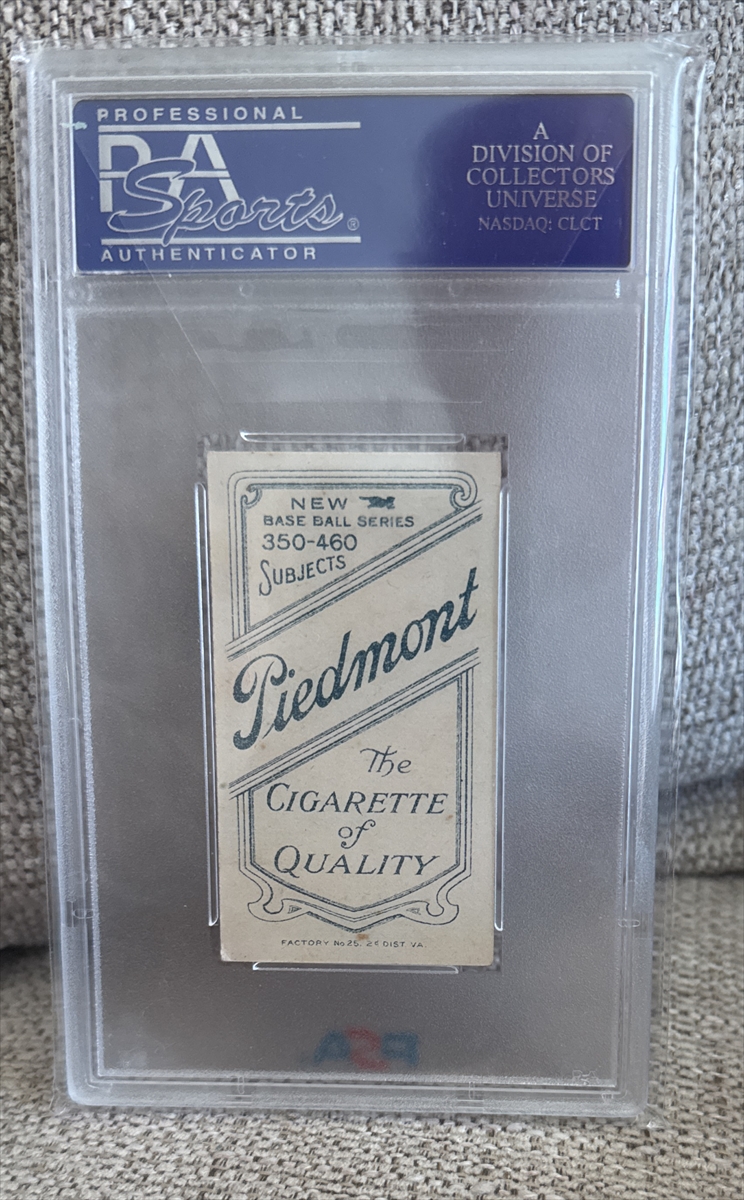 PROFESSIONAL
PSA
Sports®
AUTHENTICATOR
A
DIVISION OF
COLLECTORS
UNIVERSE
NASDAQ: CLCT
NEW
BASE BALL SERIES
350-460
SUBJECTS
Piedmont
The
CIGARETTE
of
QUALITY
FACTORY No 25. 2d DIST VA.
PSA